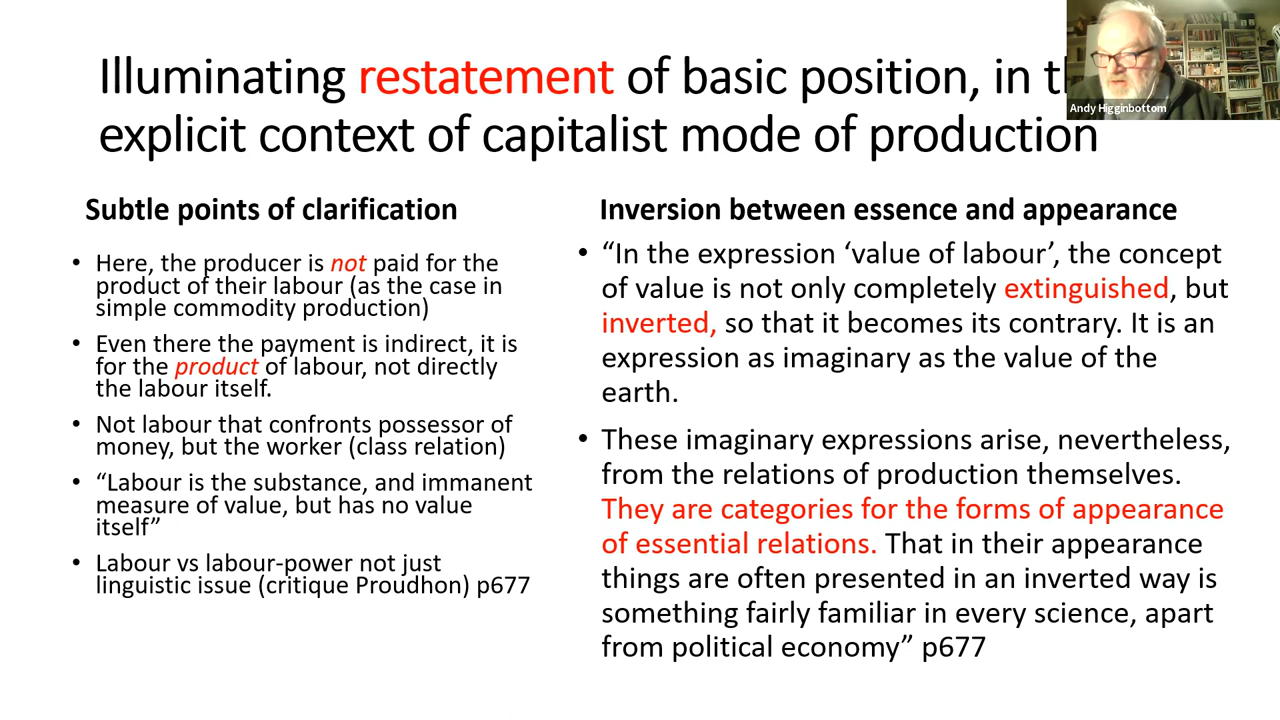 Illuminating restatement of basic position, in
explicit context of capitalist mode of production
Andy Higginbottom
Subtle points of clarification
• Here, the producer is not paid for the
product of their labour (as the case in
simple commodity production)
• Even there the payment is indirect, it is
for the product of labour, not directly
the labour itself.
• Not labour that confronts possessor of
money, but the worker (class relation)
• “Labour is the substance, and immanent
measure of value, but has no value
itself”
• Labour vs labour-power not just
linguistic issue (critique Proudhon) p677
Inversion between essence and appearance
• “In the expression ‘value of labour’, the concept
of value is not only completely extinguished, but
inverted, so that it becomes its contrary. It is an
expression as imaginary as the value of the
earth.
• These imaginary expressions arise, nevertheless,
from the relations of production themselves.
They are categories for the forms of appearance
of essential relations. That in their appearance
things are often presented in an inverted way is
something fairly familiar in every science, apart
from political economy” p677